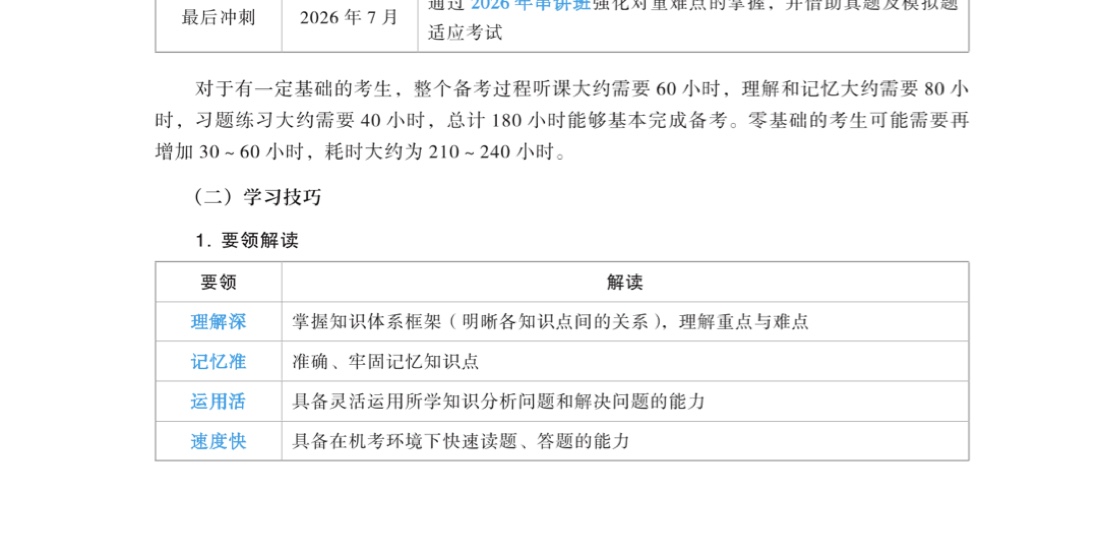 最后冲刺 2026 年 7 月 通过 2026 年串讲班强化对重难点的掌握，并借助真题及模拟题
适应考试
对于有一定基础的考生，整个备考过程听课大约需要 60 小时，理解和记忆大约需要 80 小
时，习题练习大约需要 40 小时，总计 180 小时能够基本完成备考。零基础的考生可能需要再
增加 30 ~ 60 小时，耗时大约为 210 ~ 240 小时。
（二）学习技巧
1. 要领解读
要领 解读
理解深 掌握知识体系框架（明晰各知识点间的关系），理解重点与难点
记忆准 准确、牢固记忆知识点
运用活 具备灵活运用所学知识分析问题和解决问题的能力
速度快 具备在机考环境下快速读题、答题的能力